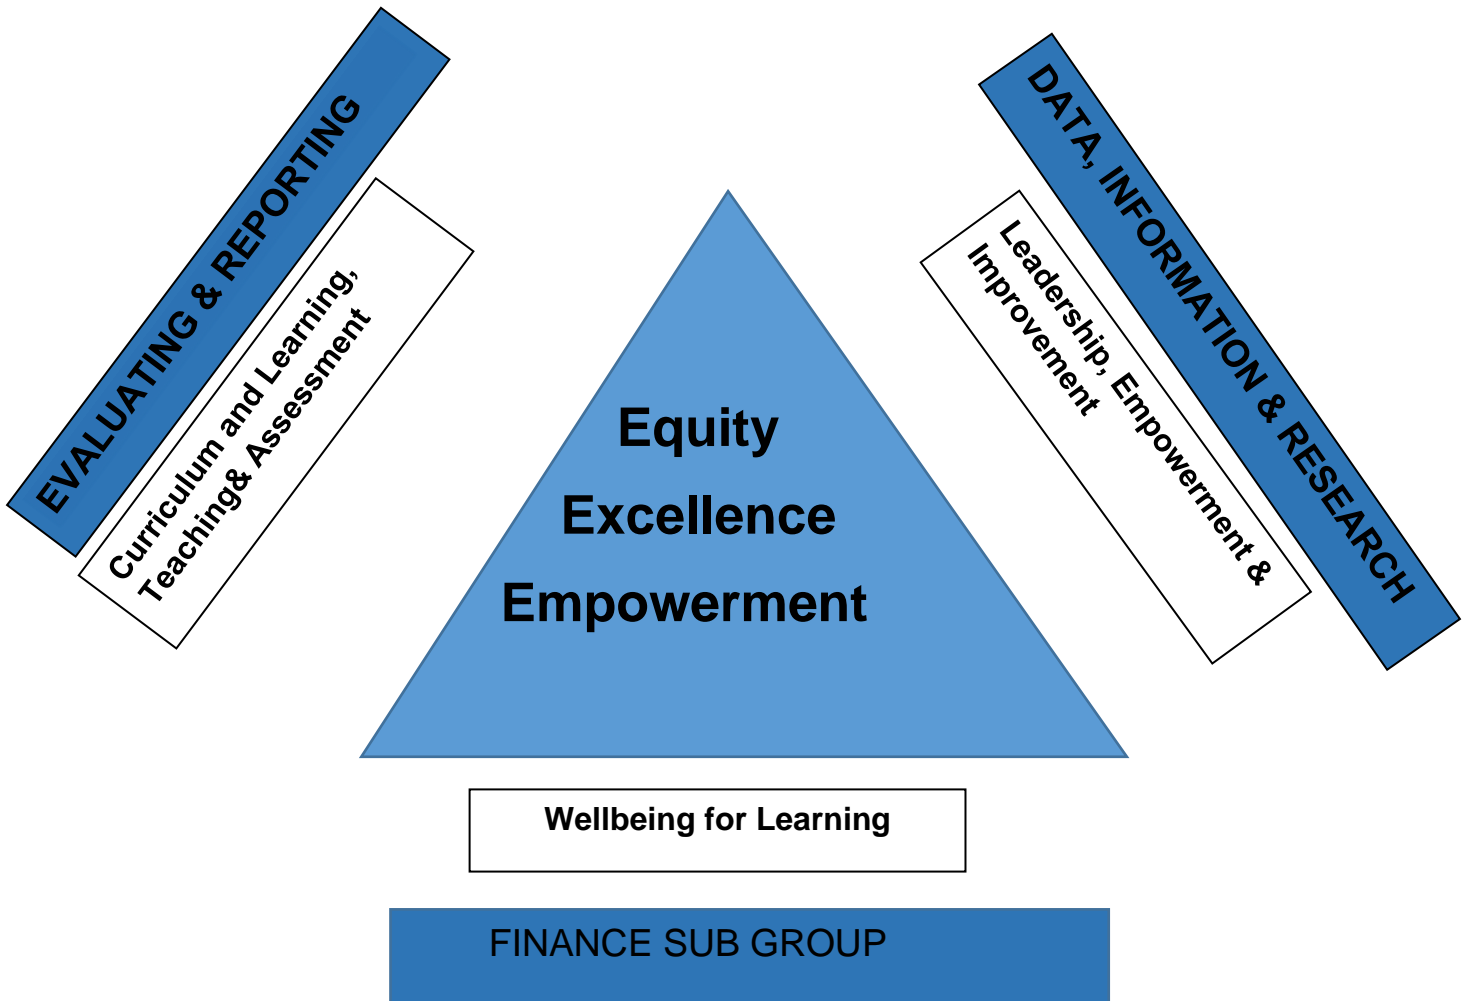 EVALUATING & REPORTING
Curriculum and Learning,
Teaching& Assessment
DATA, INFORMATION & RESEARCH
Leadership, Empowerment &
Improvement
Equity
Excellence
Empowerment
Wellbeing for Learning
FINANCE SUB GROUP